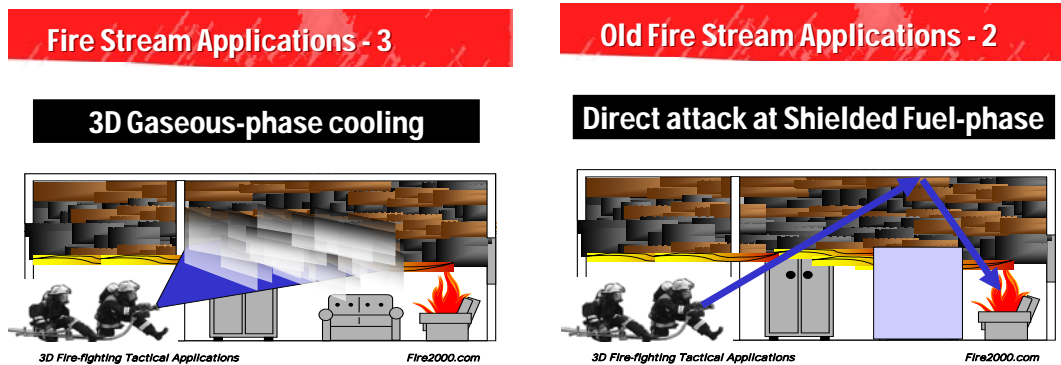 Fire Stream Applications - 3
3D Gaseous-phase cooling
3D Fire-fighting Tactical Applications
Fire2000.com
Old Fire Stream Applications - 2
Direct attack at Shielded Fuel-phase
3D Fire-fighting Tactical Applications
Fire2000.com